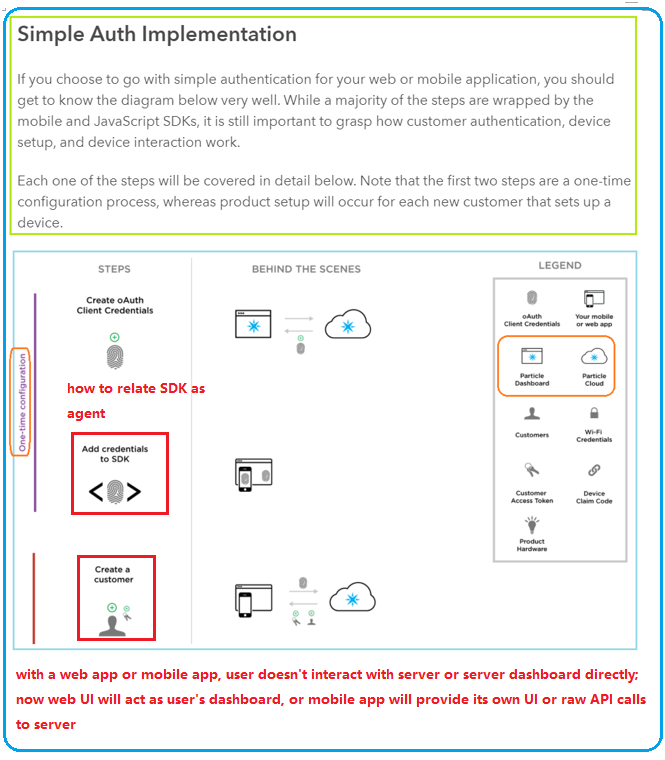 Simple Auth Implementation
If you choose to go with simple authentication for your web or mobile application, you should
get to know the diagram below very well. While a majority of the steps are wrapped by the
mobile and JavaScript SDKs, it is still important to grasp how customer authentication, device
setup, and device interaction work.
Each one of the steps will be covered in detail below. Note that the first two steps are a one-time
configuration process, whereas product setup will occur for each new customer that sets up a
device.
STEPS
BEHIND THE SCENES
LEGEND
One-time configuration
Create oAuth
Client Credentials
how to relate SDK as
agent
Add credentials
to SDK
Create a
customer
oAuth
Client Credentials
Your mobile
or web app
Particle
Dashboard
Particle
Cloud
Customers
Wi-Fi
Credentials
Customer
Access Token
Device
Claim Code
Product
Hardware
with a web app or mobile app, user doesn't interact with server or server dashboard directly;
now web UI will act as user's dashboard, or mobile app will provide its own UI or raw API calls
to server